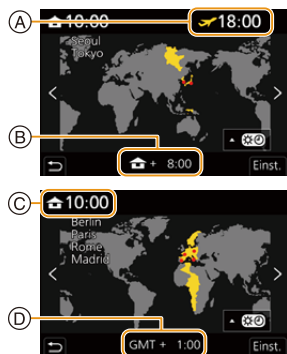 A
10:00
18:00
Seoul
Tokyo
B
+ 8:00
Einst.
C
10:00
Berlin
Paris
Rome
Madrid
D
GMT + 1:00
Einst.